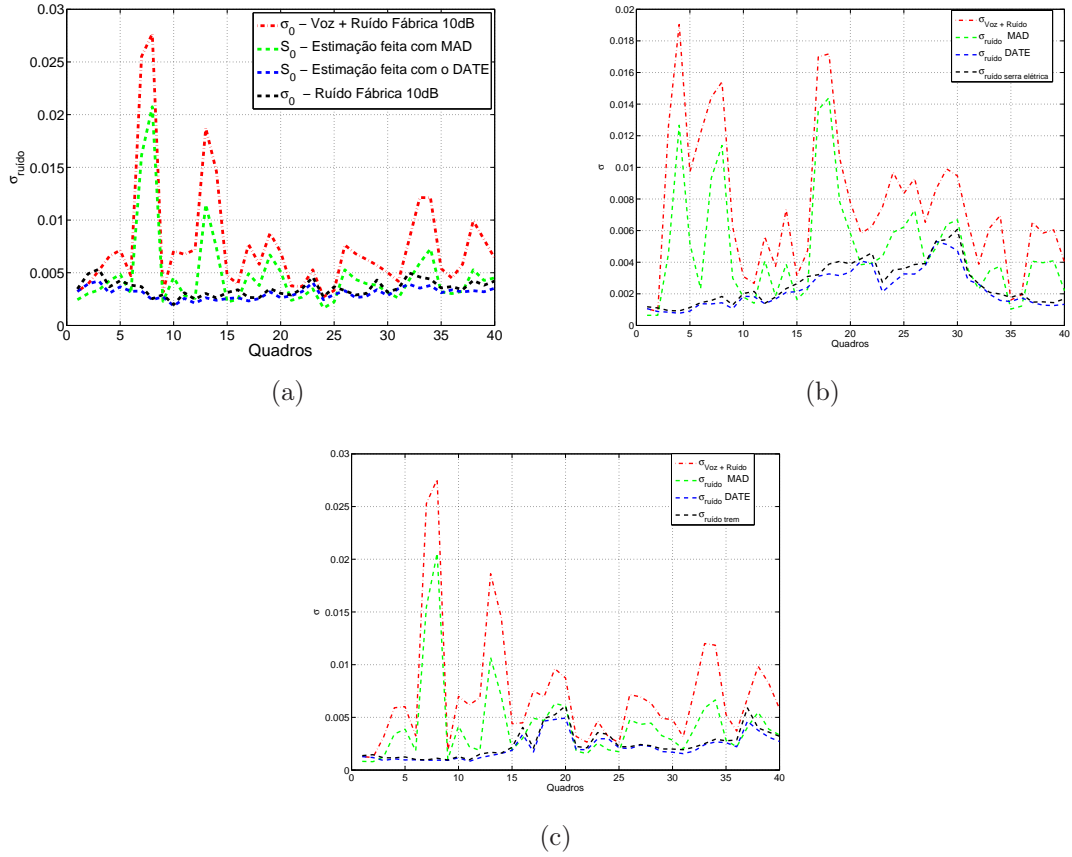 0.03
0.025
0.02
0.015
0.01
0.005
0
0 5 10 15 20 25 30 35 40
σruído
Quadros
σ0 – Voz + Ruído Fábrica 10dB
S0 – Estimação feita com MAD
S0 – Estimação feita com o DATE
σ0 – Ruído Fábrica 10dB
(a)
0.02
0.018
0.016
0.014
0.012
0.01
0.008
0.006
0.004
0.002
0
0 5 10 15 20 25 30 35 40
σ
Quadros
σVoz + Ruído
σruído MAD
σruído DATE
σruído serra elétrica
(b)
0.03
0.025
0.02
0.015
0.01
0.005
0
0 5 10 15 20 25 30 35 40
σ
Quadros
σVoz + Ruído
σruído MAD
σruído DATE
σruído trem
(c)